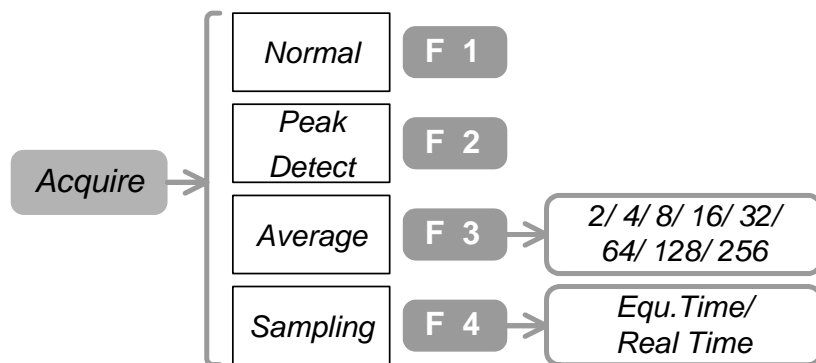 Normal F 1
Peak
Detect F 2
Acquire
Average F 3 2/ 4/ 8/ 16/ 32/
64/ 128/ 256
Sampling F 4 Equ.Time/
Real Time